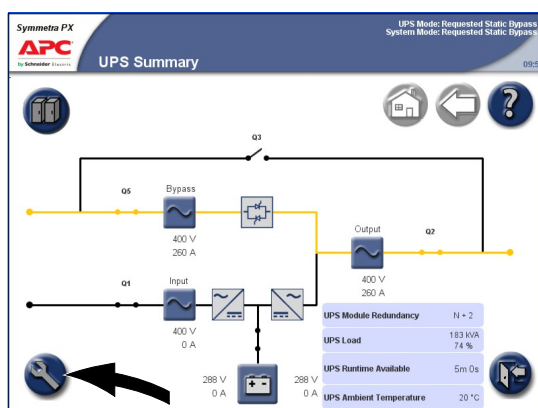 Symmetra PX
APC
by Schneider Electric
UPS Summary
UPS Mode: Requested Static Bypass
System Mode: Requested Static Bypass
09:5
?
Q3
Q5
Bypass
400 V
260 A
Output
Q2
400 V
260 A
Q1
Input
400 V
0 A
288 V
0 A
288 V
0 A
UPS Module Redundancy N + 2
UPS Load 183 kVA
74 %
UPS Runtime Available 5m 0s
UPS Ambient Temperature 20 °C